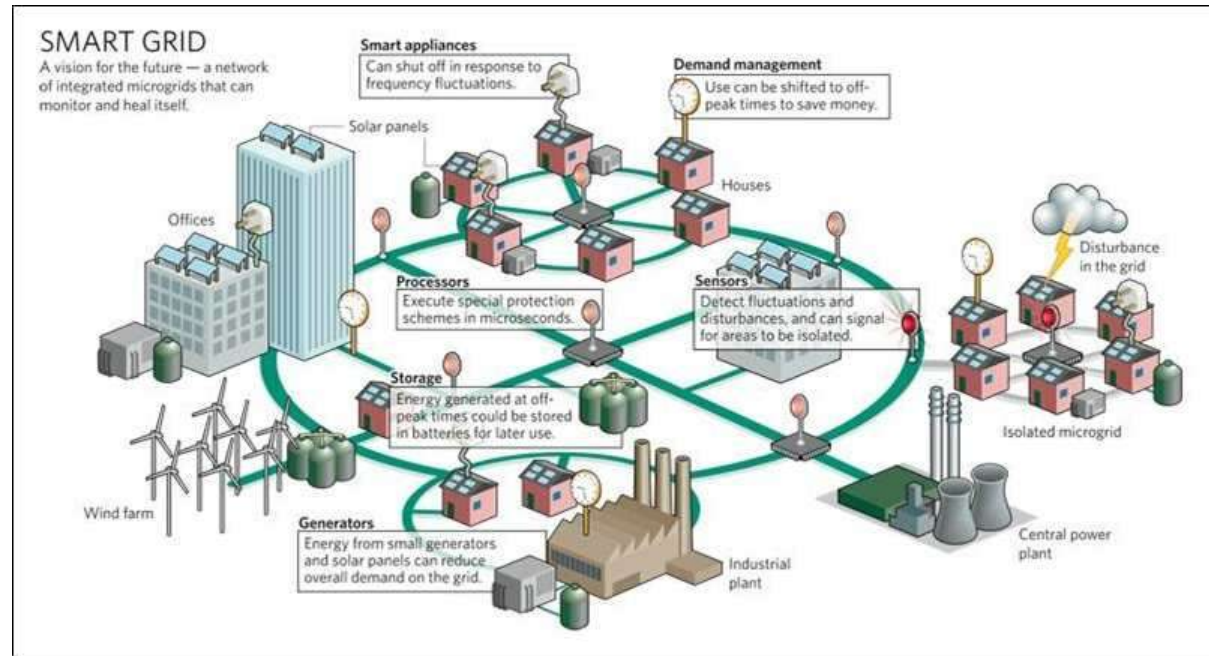 SMART GRID
A vision for the future — a network
of integrated microgrids that can
monitor and heal itself.
Smart appliances
Can shut off in response to
frequency fluctuations.
Demand management
Use can be shifted to off-
peak times to save money.
Solar panels
Houses
Offices
Disturbance
in the grid
Processors
Execute special protection
schemes in microseconds.
Sensors
Detect fluctuations and
disturbances, and can signal
for areas to be isolated.
Storage
Energy generated at off-
peak times could be stored
in batteries for later use.
Isolated microgrid
Wind farm
Generators
Energy from small generators
and solar panels can reduce
overall demand on the grid.
Industrial
plant
Central power
plant